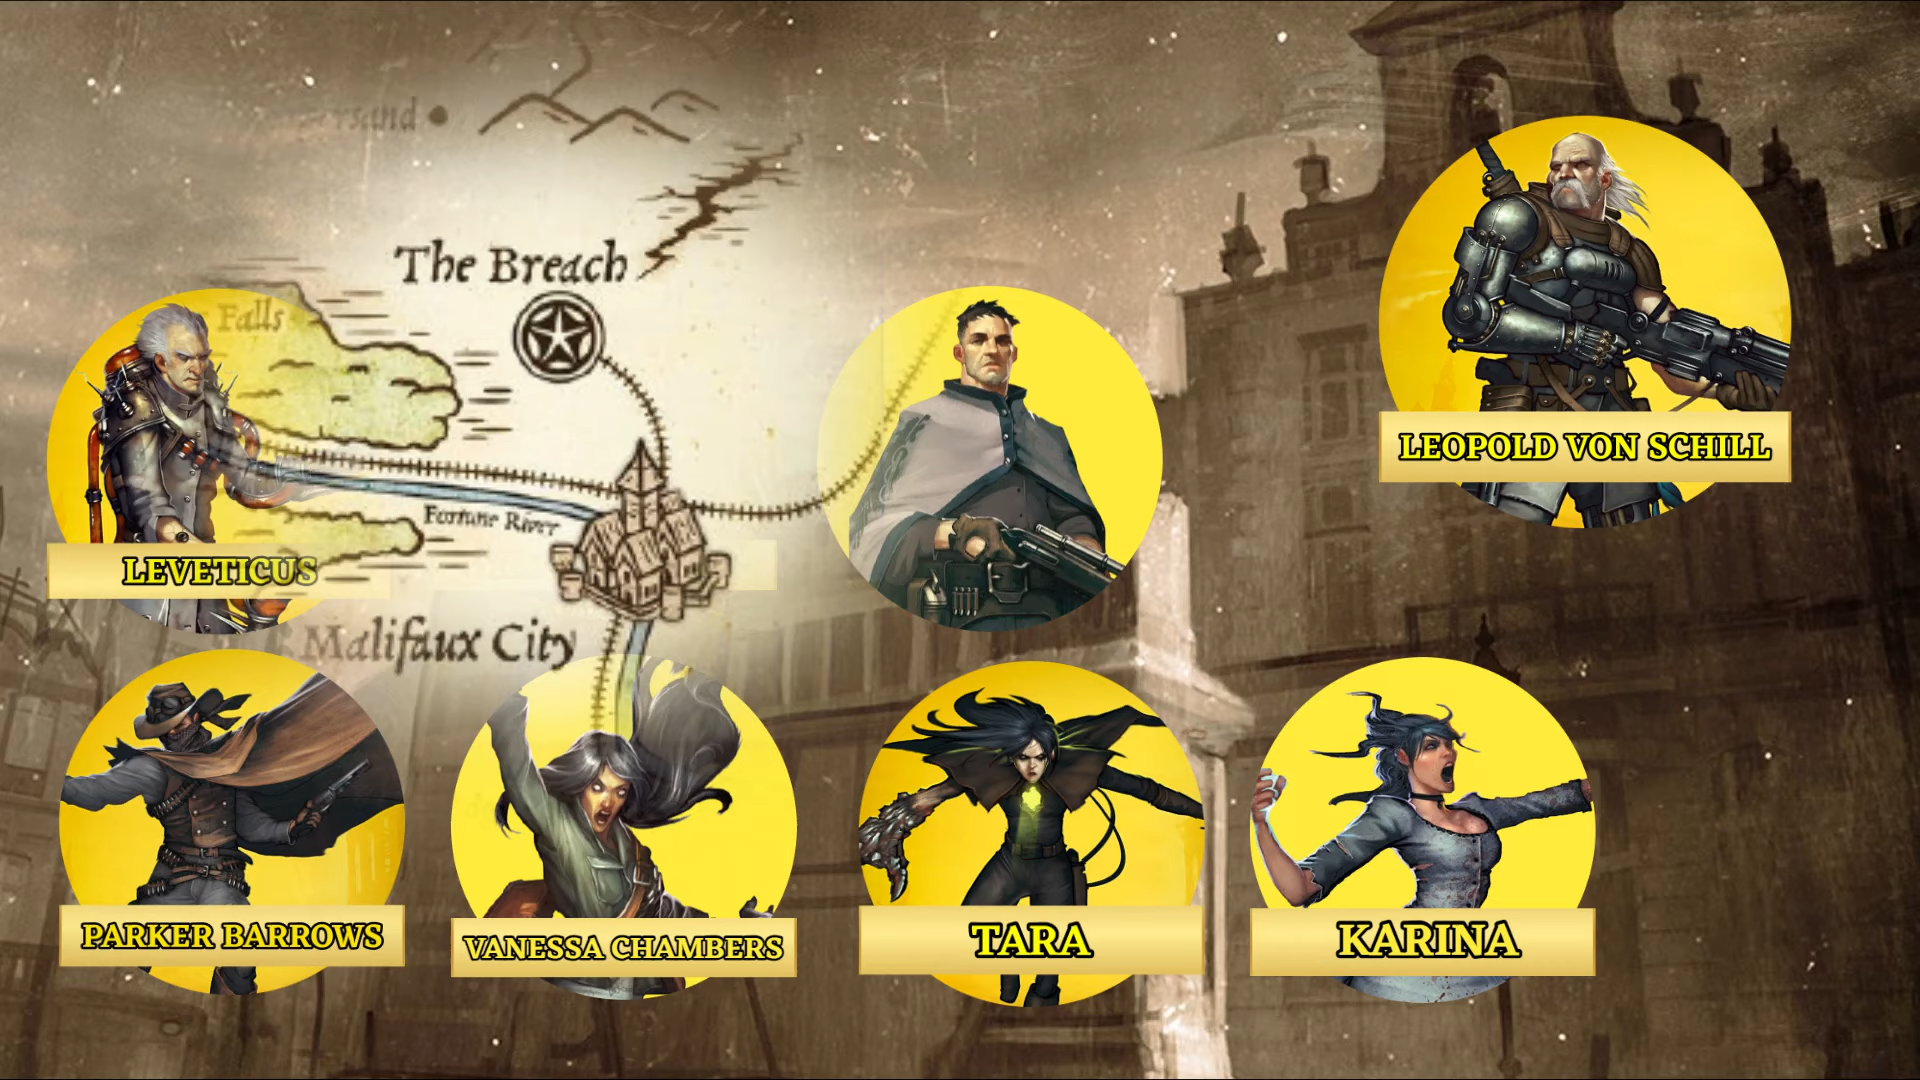 The Breach
Falls
LEOPOLD VON SCHILL
Fortune River
LEVETICUS
Malifaux City
PARKER BARROWS
VANESSA CHAMBERS
TARA
KARINA